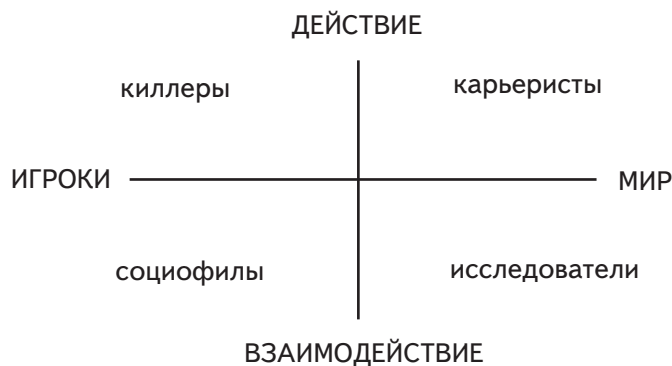 ДЕЙСТВИЕ
киллеры
карьеристы
ИГРОКИ
МИР
социофилы
исследователи
ВЗАИМОДЕЙСТВИЕ